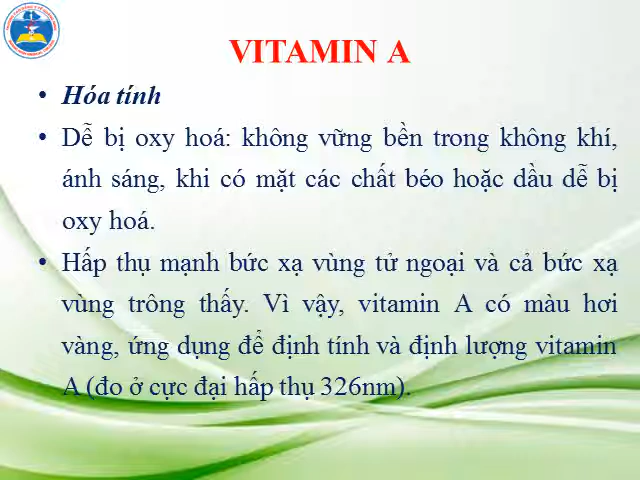 VITAMIN A
• Hóa tính
• Dễ bị oxy hoá: không vững bền trong không khí,
ánh sáng, khi có mặt các chất béo hoặc dầu dễ bị
oxy hoá.
• Hấp thụ mạnh bức xạ vùng tử ngoại và cả bức xạ
vùng trông thấy. Vì vậy, vitamin A có màu hơi
vàng, ứng dụng để định tính và định lượng vitamin
A (đo ở cực đại hấp thụ 326nm).